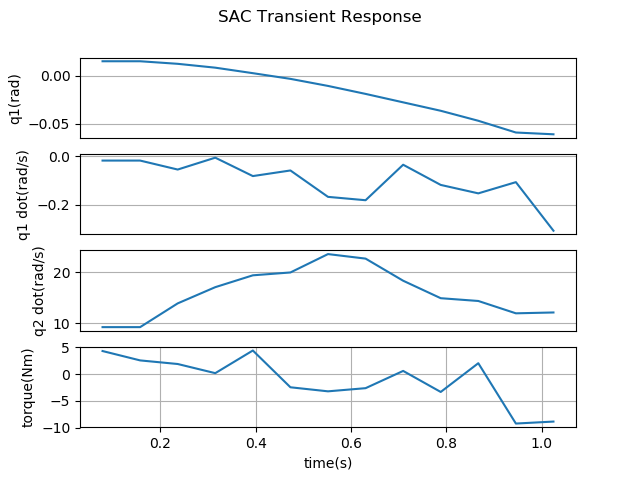 SAC Transient Response
0.00
−0.05
q1(rad)
0.0
−0.2
q1 dot(rad/s)
20
10
q2 dot(rad/s)
5
0
−5
−10
torque(Nm)
0.2 0.4 0.6 0.8 1.0
time(s)